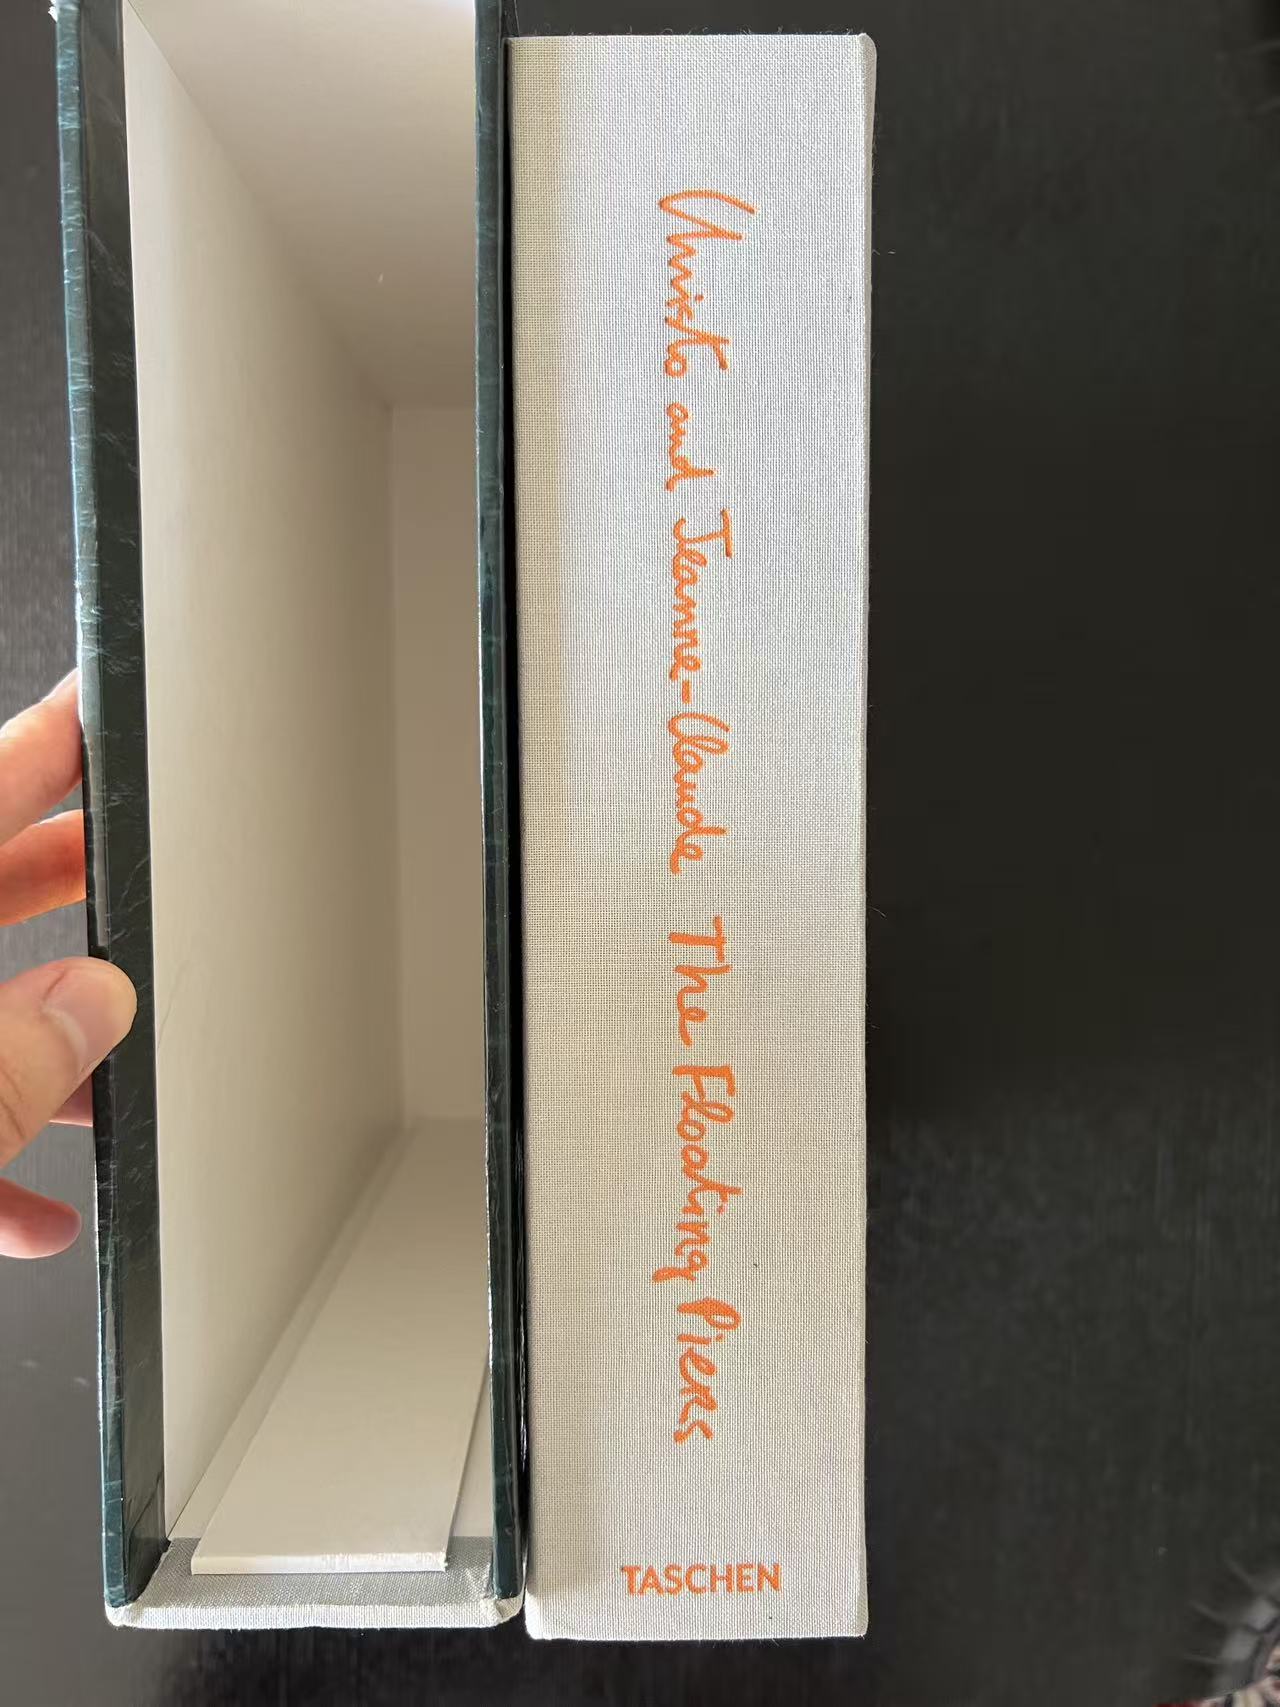 Christo and Jeanne-Claude The Floating Piers
TASCHEN